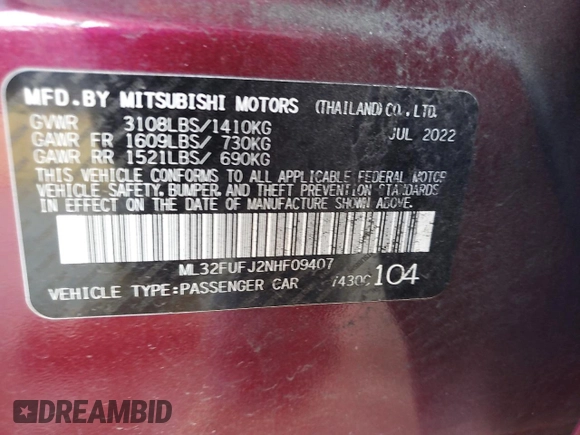 MFD.BY MITSUBISHI MOTORS (THAILAND)CO.,LTD.
GVWR 3108LBS/1410KG JUL 2022
GAWR FR 1609LBS/ 730KG
GAWR RR 1521LBS/ 690KG
THIS VEHICLE CONFORMS TO ALL APPLICABLE FEDERAL MOTOR
VEHICLE SAFETY, BUMPER, AND THEFT PREVENTION STANDARDS
IN EFFECT ON THE DATE OF MANUFACTURE SHOWN ABOVE.
ML32FUFJ2NHF09407
VEHICLE TYPE:PASSENGER CAR 7430C104
DREAMBID